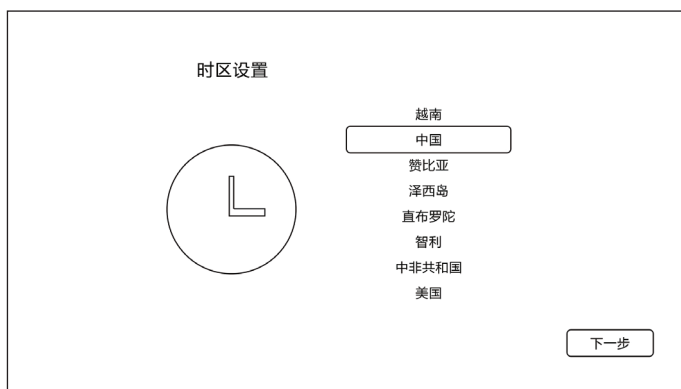 时区设置
越南
中国
赞比亚
泽西岛
直布罗陀
智利
中非共和国
美国
下一步